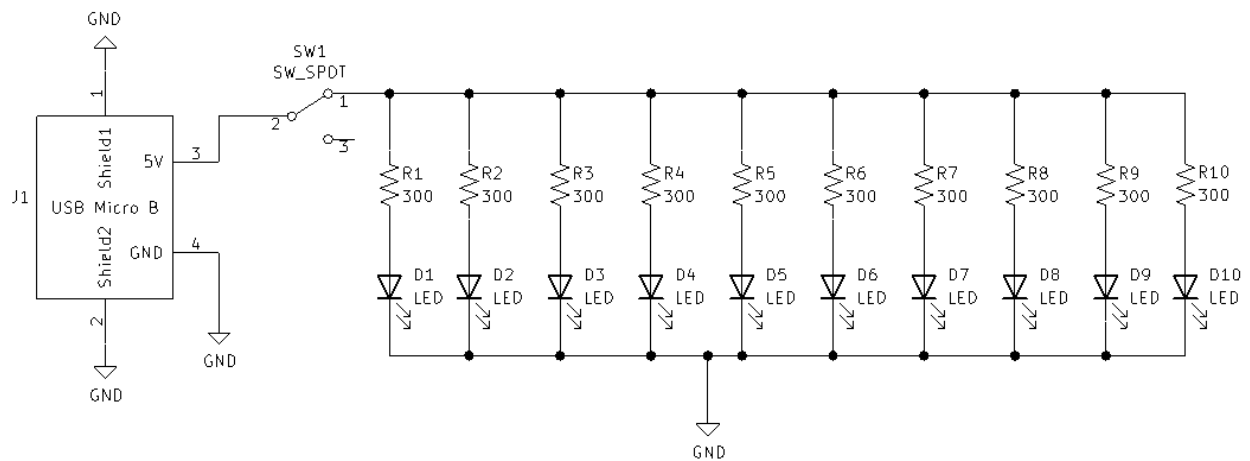 GND
SW1
SW_SPDT
1
1
2
3
Shield1
5V
3
J1
USB Micro B
Shield2
GND
4
2
GND
GND
R1
300
R2
300
R3
300
R4
300
R5
300
R6
300
R7
300
R8
300
R9
300
R10
300
D1
LED
D2
LED
D3
LED
D4
LED
D5
LED
D6
LED
D7
LED
D8
LED
D9
LED
D10
LED
GND